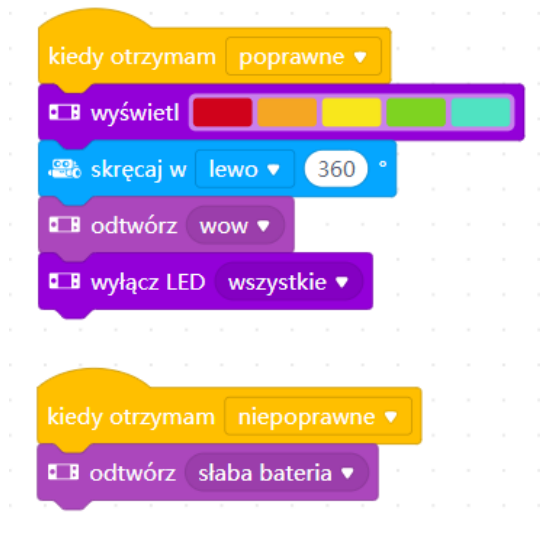 kiedy otrzymam poprawne
wyświetl
skręcaj w lewo 360 °
odtwórz wow
wyłącz LED wszystkie
kiedy otrzymam niepoprawne
odtwórz słaba bateria